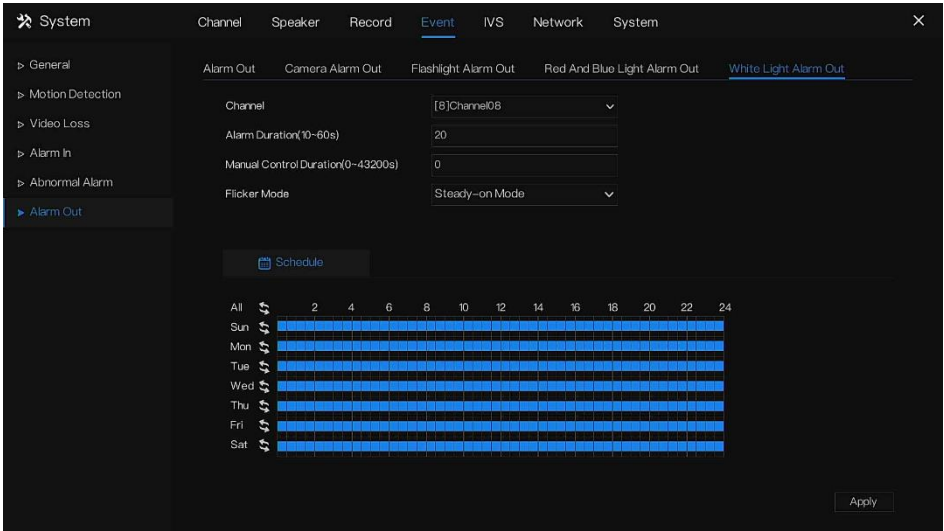 System Channel Speaker Record Event IVS Network System ×
General
Motion Detection
Video Loss
Alarm In
Abnormal Alarm
Alarm Out
Alarm Out Camera Alarm Out Flashlight Alarm Out Red And Blue Light Alarm Out White Light Alarm Out
Channel [8]Channel08
Alarm Duration(10~60s) 20
Manual Control Duration(0~43200s) 0
Flicker Mode Steady-on Mode
Schedule
All 2 4 6 8 10 12 14 16 18 20 22 24
Sun
Mon
Tue
Wed
Thu
Fri
Sat
Apply